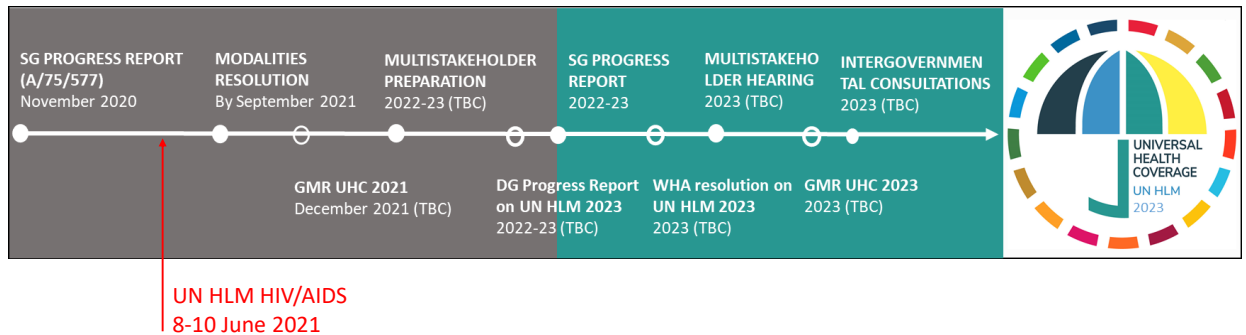 SG PROGRESS REPORT
(A/75/577)
November 2020
MODALITIES
RESOLUTION
By September 2021
MULTISTAKEHOLDER
PREPARATION
2022-23 (TBC)
SG PROGRESS
REPORT
2022-23
MULTISTAKEHO
LDER HEARING
2023 (TBC)
INTERGOVERNMEN
TAL CONSULTATIONS
2023 (TBC)
GMR UHC 2021
December 2021 (TBC)
DG Progress Report
on UN HLM 2023
2022-23 (TBC)
WHA resolution on
UN HLM 2023
2023 (TBC)
GMR UHC 2023
2023 (TBC)
UNIVERSAL
HEALTH
COVERAGE
UN HLM
2023
UN HLM HIV/AIDS
8-10 June 2021